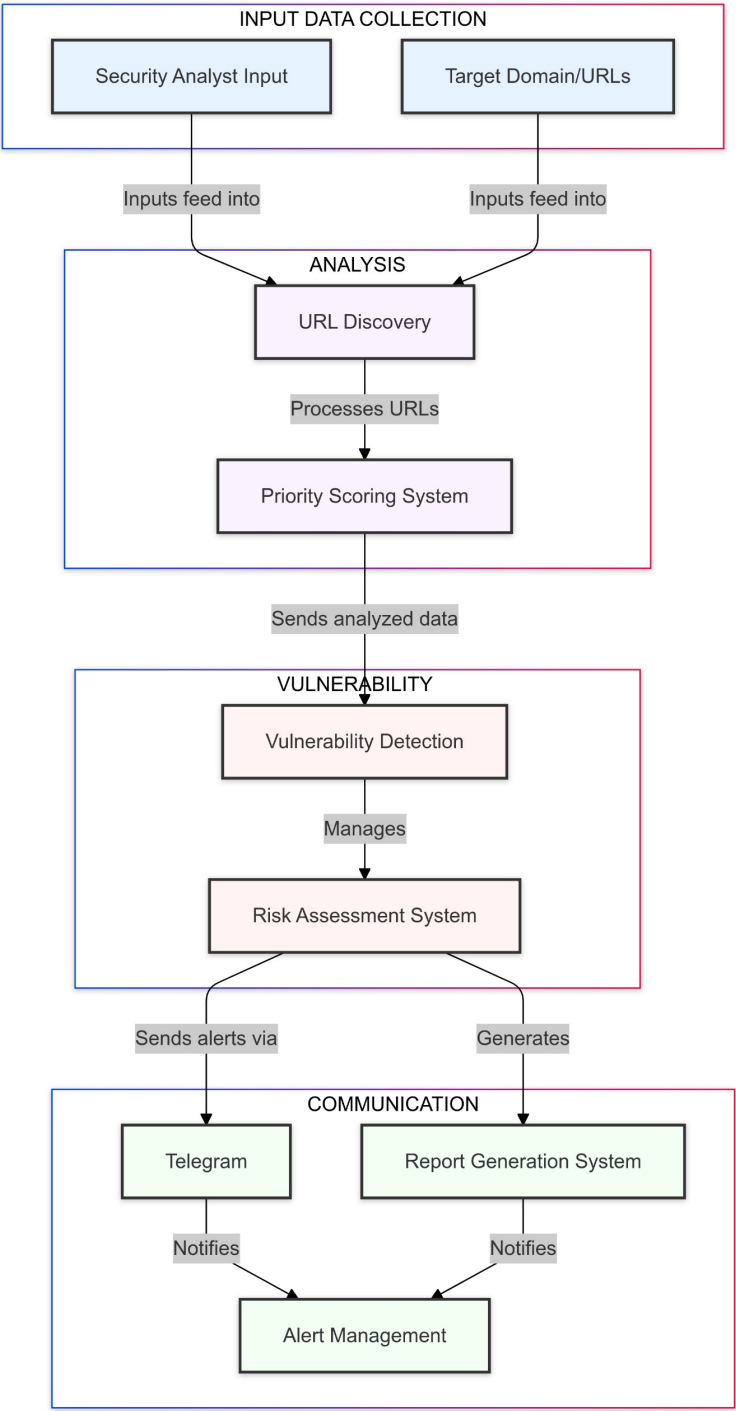 INPUT DATA COLLECTION
Security Analyst Input
Target Domain/URLs
Inputs feed into
Inputs feed into
ANALYSIS
URL Discovery
Processes URLs
Priority Scoring System
Sends analyzed data
VULNERABILITY
Vulnerability Detection
Manages
Risk Assessment System
Sends alerts via
Generates
COMMUNICATION
Telegram
Report Generation System
Notifies
Notifies
Alert Management